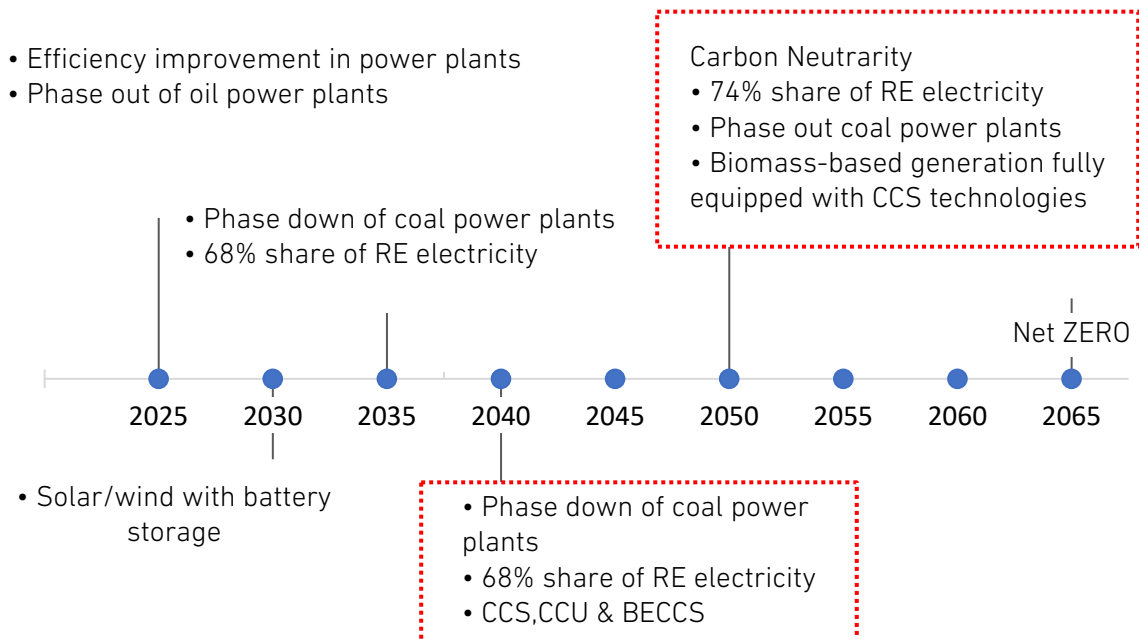 • Efficiency improvement in power plants
• Phase out of oil power plants
Carbon Neutrarity
• 74% share of RE electricity
• Phase out coal power plants
• Biomass-based generation fully
equipped with CCS technologies
• Phase down of coal power plants
• 68% share of RE electricity
Net ZERO
2025 2030 2035 2040 2045 2050 2055 2060 2065
• Solar/wind with battery
storage
• Phase down of coal power
plants
• 68% share of RE electricity
• CCS,CCU & BECCS